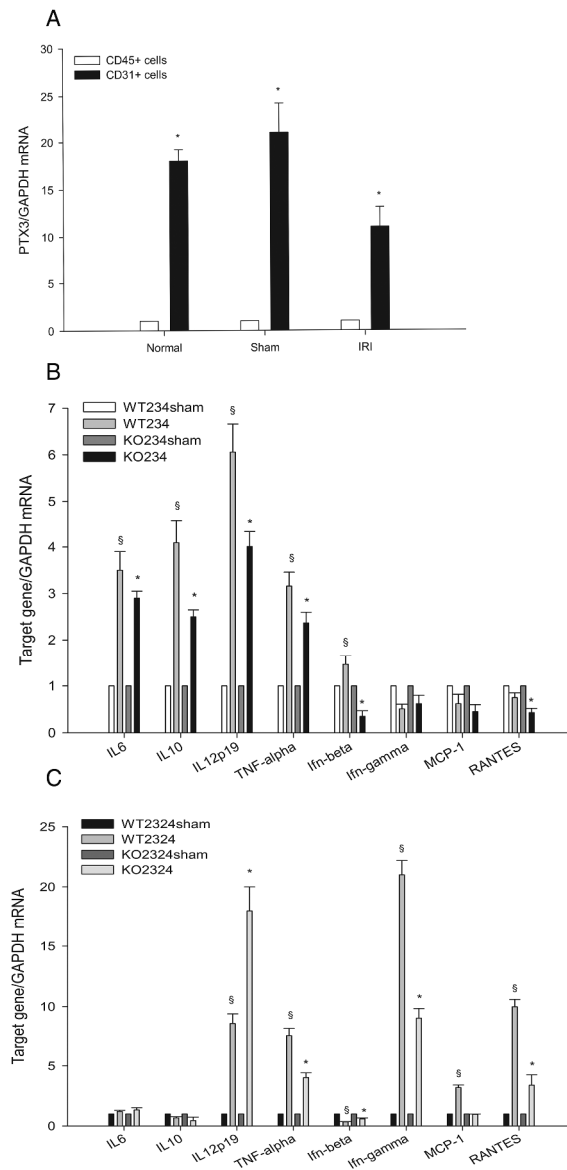 A
CD45+ cells
CD31+ cells
PTX3/GAPDH mRNA
30
25
20
15
10
5
0
*
*
*
Normal Sham IRI
B
WT234sham
WT234
KO234sham
KO234
Target gene/GAPDH mRNA
7
6
5
4
3
2
1
0
§ * § * § * § * § * *
IL6 IL10 IL12p19 TNF-alpha Ifn-beta Ifn-gamma MCP-1 RANTES
C
WT2324sham
WT2324
KO2324sham
KO2324
Target gene/GAPDH mRNA
25
20
15
10
5
0
§ * § * § * § * § § *
IL6 IL10 IL12p19 TNF-alpha Ifn-beta Ifn-gamma MCP-1 RANTES